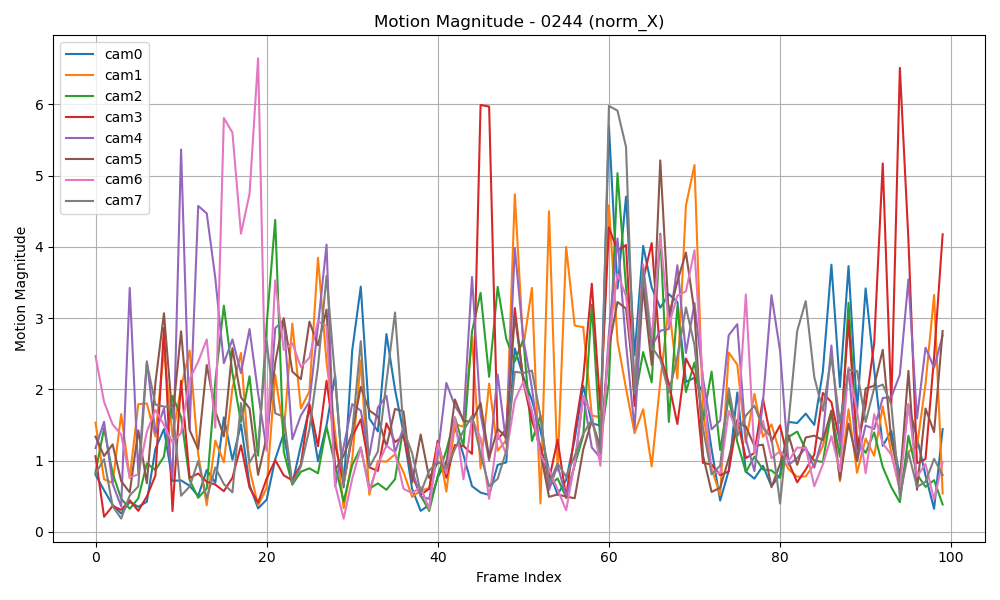 Motion Magnitude - 0244 (norm_X)
cam0
cam1
cam2
cam3
cam4
cam5
cam6
cam7
Motion Magnitude
6
5
4
3
2
1
0
0 20 40 60 80 100
Frame Index